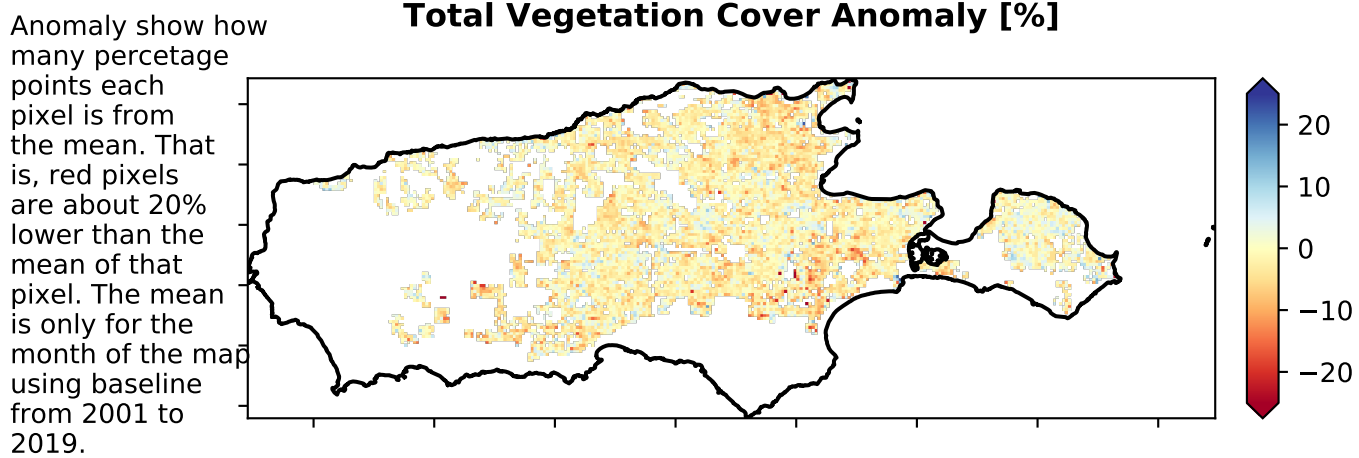 Total Vegetation Cover Anomaly [%]
Anomaly show how
many percetage
points each
pixel is from
the mean. That
is, red pixels
are about 20%
lower than the
mean of that
pixel. The mean
is only for the
month of the map
using baseline
from 2001 to
2019.
20
10
0
−10
−20